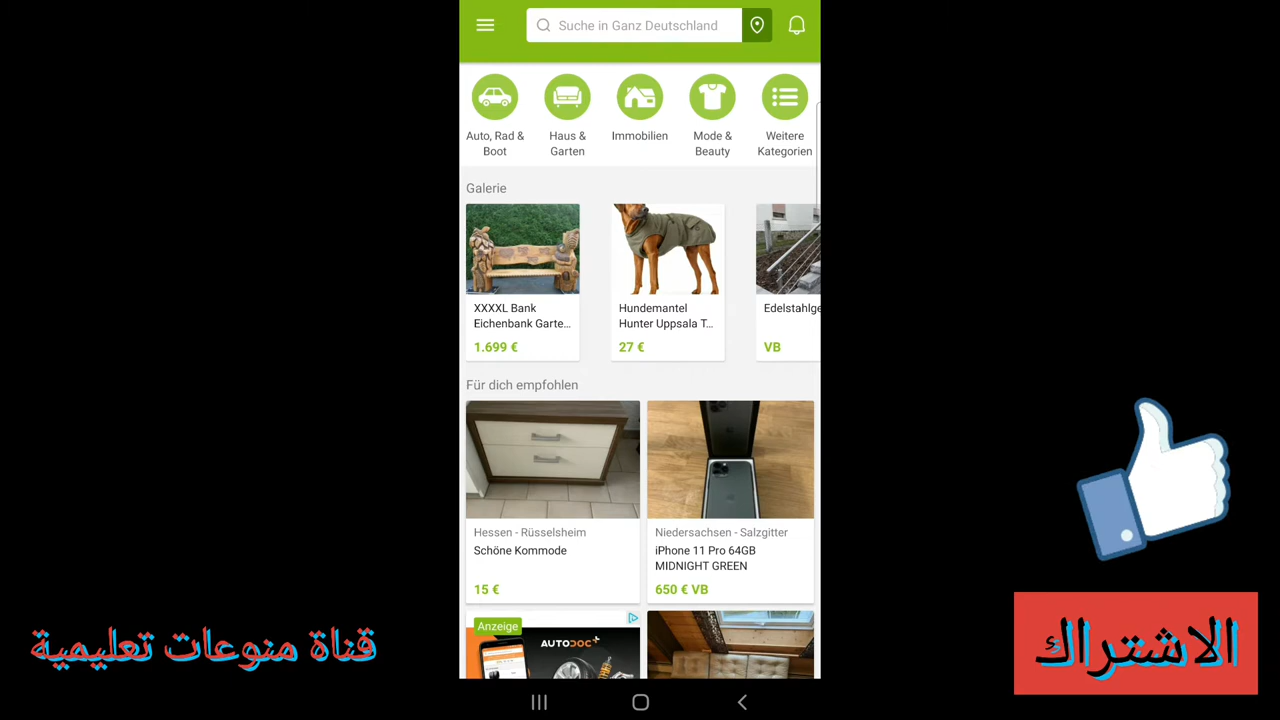 Suche in Ganz Deutschland
Auto, Rad &
Boot
Haus &
Garten
Immobilien
Mode &
Beauty
Weitere
Kategorien
Galerie
XXXXL Bank
Eichenbank Garte...
1.699 €
Hundemantel
Hunter Uppsala T...
27 €
Edelstahlge
VB
Für dich empfohlen
Hessen - Rüsselsheim
Schöne Kommode
15 €
Niedersachsen - Salzgitter
iPhone 11 Pro 64GB
MIDNIGHT GREEN
650 € VB
Anzeige
AUTODOC
قناة منوعات تعليمية
الاشتراك